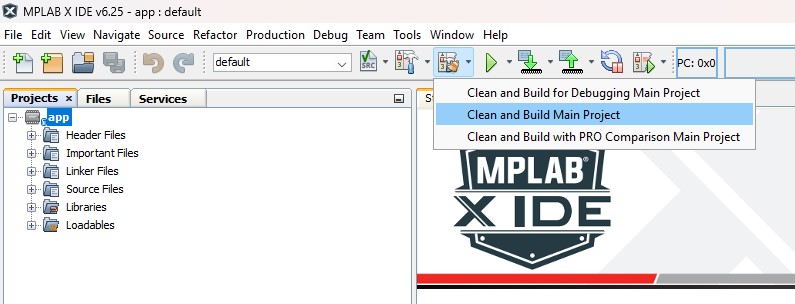 MPLAB X IDE v6.25 - app : default
File Edit View Navigate Source Refactor Production Debug Team Tools Window Help
default
SRC
PC: 0x0
Projects × Files Services
Clean and Build for Debugging Main Project
Clean and Build Main Project
Clean and Build with PRO Comparison Main Project
app
Header Files
Important Files
Linker Files
Source Files
Libraries
Loadables
MPLAB®
X IDE